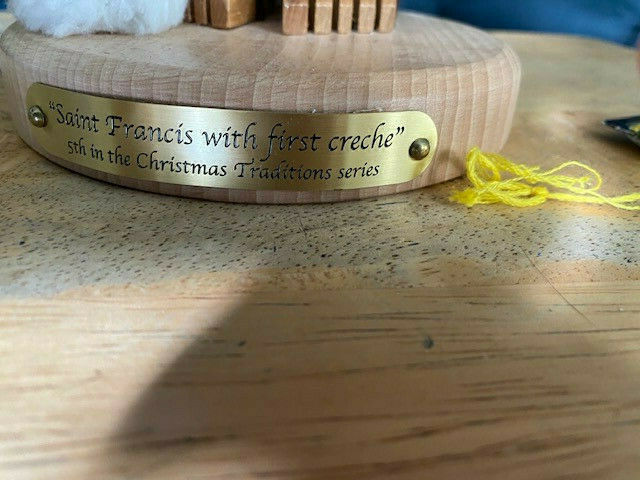 “Saint Francis with first creche”
5th in the Christmas Traditions series